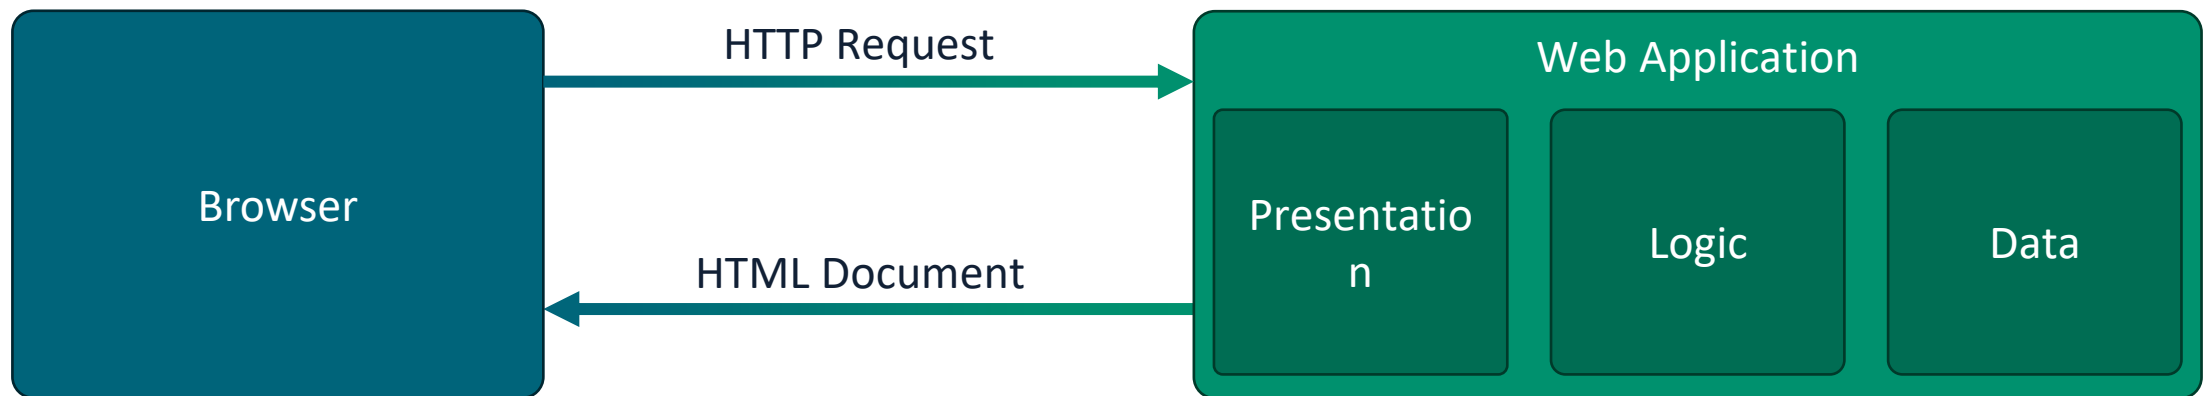 HTTP Request
Web Application
Browser
Presentatio
n
Logic
Data
HTML Document